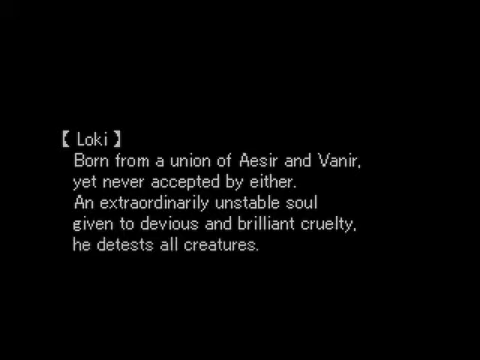 【 Loki 】
Born from a union of Aesir and Vanir,
yet never accepted by either.
An extraordinarily unstable soul
given to devious and brilliant cruelty,
he detests all creatures.